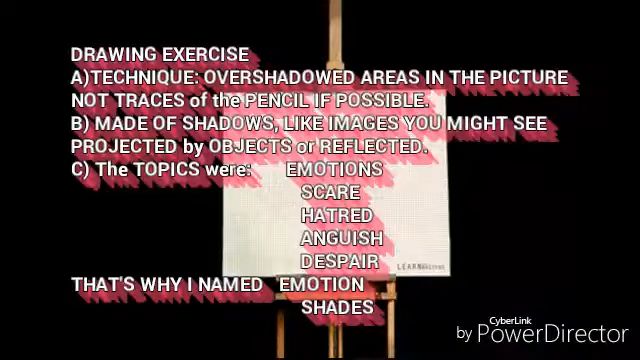 DRAWING EXERCISE
A)TECHNIQUE: OVERSHADOWED AREAS IN THE PICTURE
NOT TRACES of the PENCIL IF POSSIBLE.
B) MADE OF SHADOWS, LIKE IMAGES YOU MIGHT SEE
PROJECTED by OBJECTS or REFLECTED.
C) The TOPICS were: EMOTIONS
SCARE
HATRED
ANGUISH
DESPAIR
LEARN
THAT'S WHY I NAMED EMOTION
SHADES
CyberLink
by PowerDirector